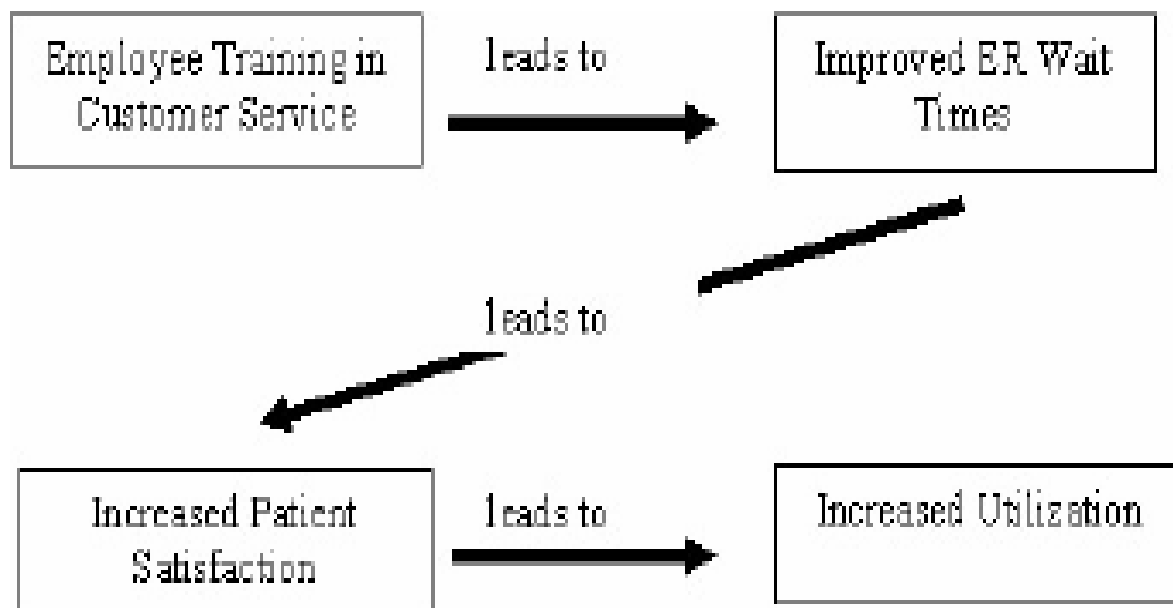 Employee Training in
Customer Service
leads to
Improved ER Wait
Times
leads to
Increased Patient
Satisfaction
leads to
Increased Utilization